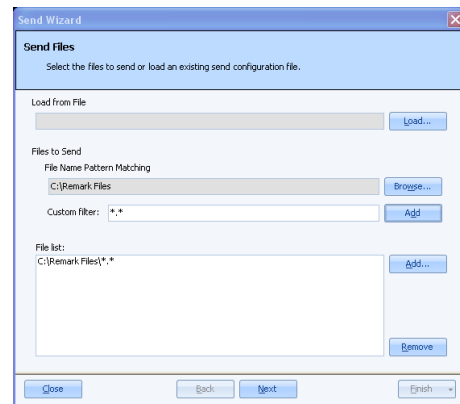 Send Wizard
Send Files
Select the files to send or load an existing send configuration file.
Load from File
Load...
Files to Send
File Name Pattern Matching
C:\Remark Files
Browse...
Custom filter: *.*
Add
File list:
C:\Remark Files\*.*
Add...
Remove
Close Back Next Finish